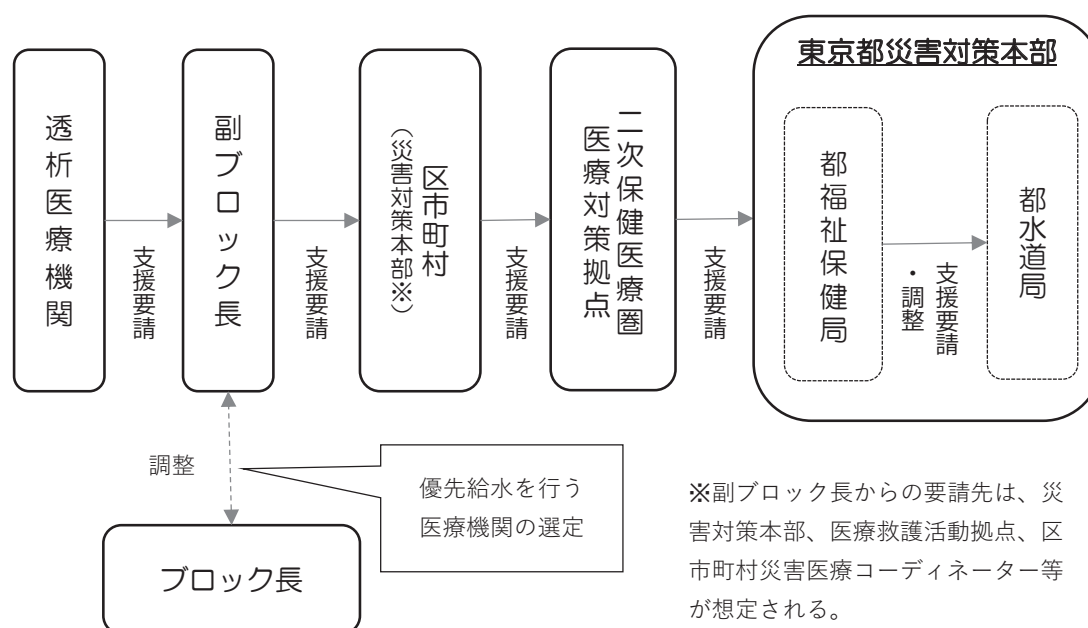 透析医療機関
支援要請
副ブロック長
支援要請
区市町村
（災害対策本部※）
支援要請
二次保健医療圏
医療対策拠点
支援要請
東京都災害対策本部
都福祉保健局
支援要請
・調整
都水道局
調整
優先給水を行う
医療機関の選定
ブロック長
※副ブロック長からの要請先は、災
害対策本部、医療救護活動拠点、区
市町村災害医療コーディネーター等
が想定される。